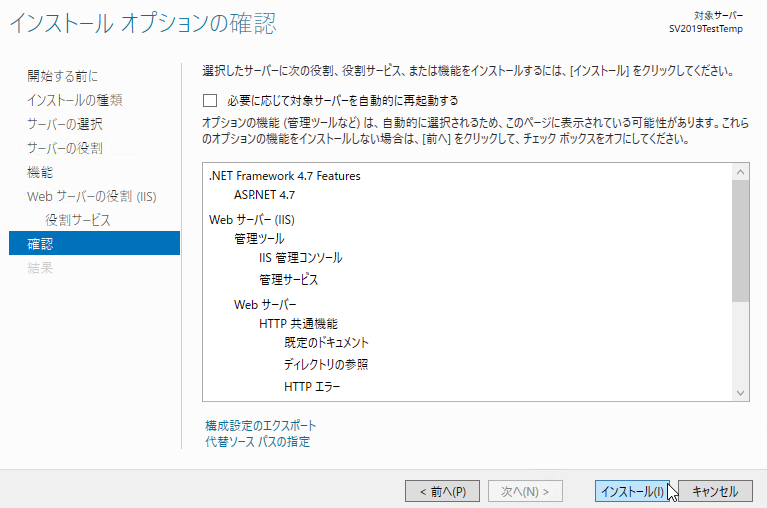 インストール オプションの確認
対象サーバー
SV2019TestTemp
開始する前に
インストールの種類
サーバーの選択
サーバーの役割
機能
Web サーバーの役割 (IIS)
役割サービス
確認
結果
選択したサーバーに次の役割、役割サービス、または機能をインストールするには、[インストール] をクリックしてください。
必要に応じて対象サーバーを自動的に再起動する
オプションの機能 (管理ツールなど) は、自動的に選択されるため、このページに表示されている可能性があります。これら
のオプションの機能をインストールしない場合は、[前へ] をクリックして、チェック ボックスをオフにしてください。
.NET Framework 4.7 Features
ASP.NET 4.7
Web サーバー (IIS)
管理ツール
IIS 管理コンソール
管理サービス
Web サーバー
HTTP 共通機能
既定のドキュメント
ディレクトリの参照
HTTP エラー
構成設定のエクスポート
代替ソース パスの指定
< 前へ(P)
次へ(N) >
インストール(I)
キャンセル